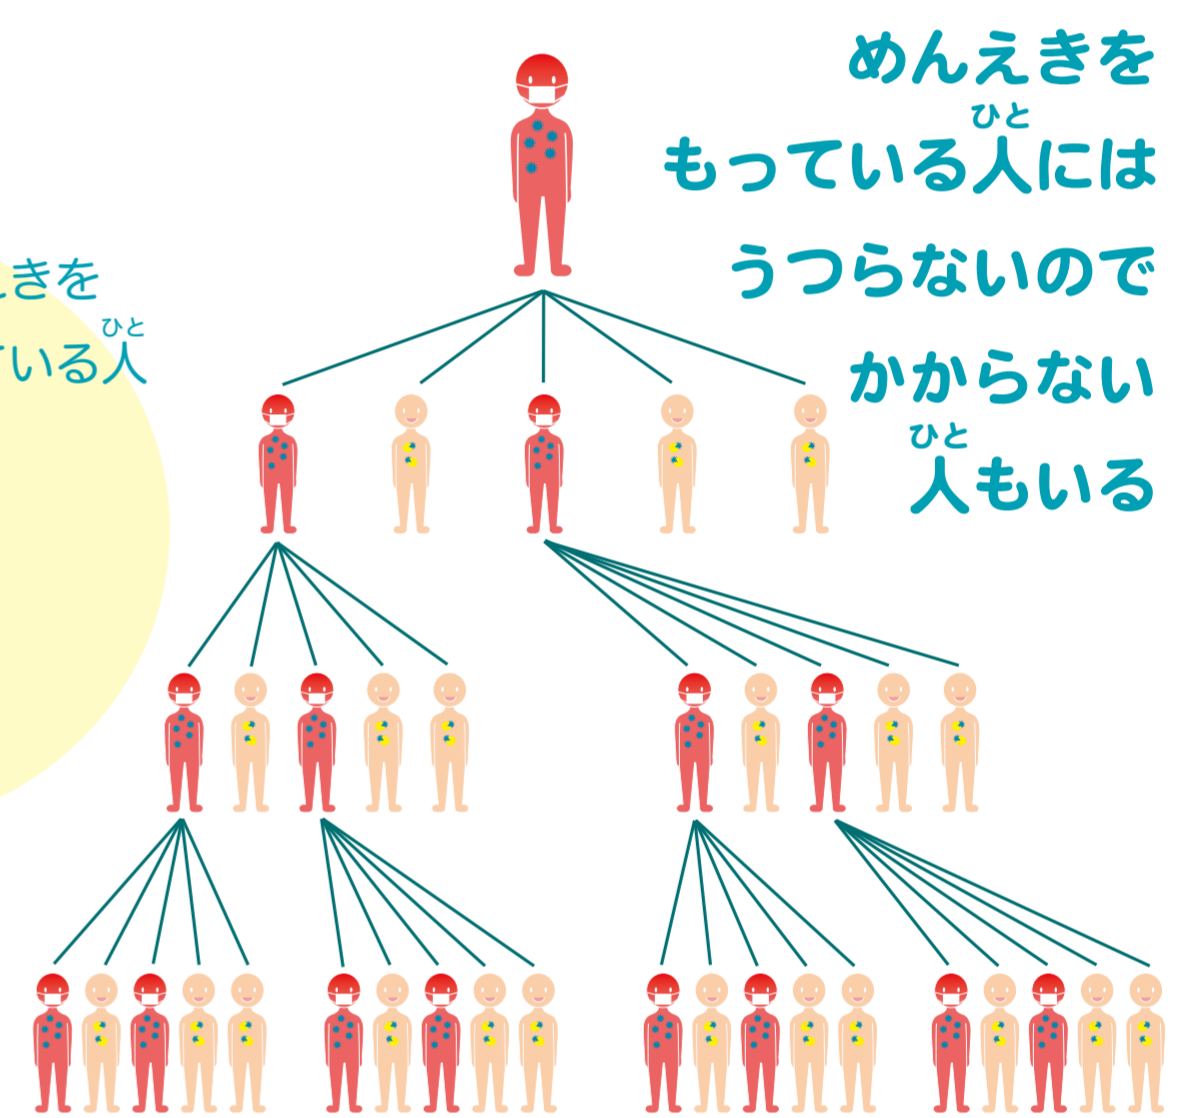 めんえきを
ひと
もっている人には
うつらないので
かからない
ひと
人もいる
きを
ひと
いる人